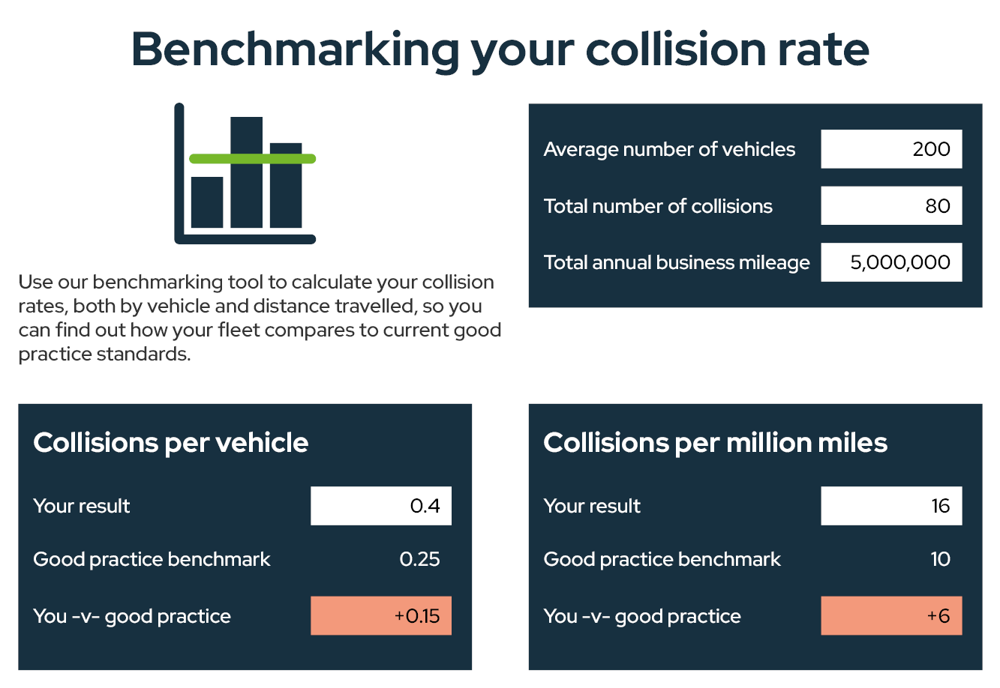 Benchmarking your collision rate
Use our benchmarking tool to calculate your collision
rates, both by vehicle and distance travelled, so you
can find out how your fleet compares to current good
practice standards.
Average number of vehicles 200
Total number of collisions 80
Total annual business mileage 5,000,000
Collisions per vehicle
Your result 0.4
Good practice benchmark 0.25
You -v- good practice +0.15
Collisions per million miles
Your result 16
Good practice benchmark 10
You -v- good practice +6